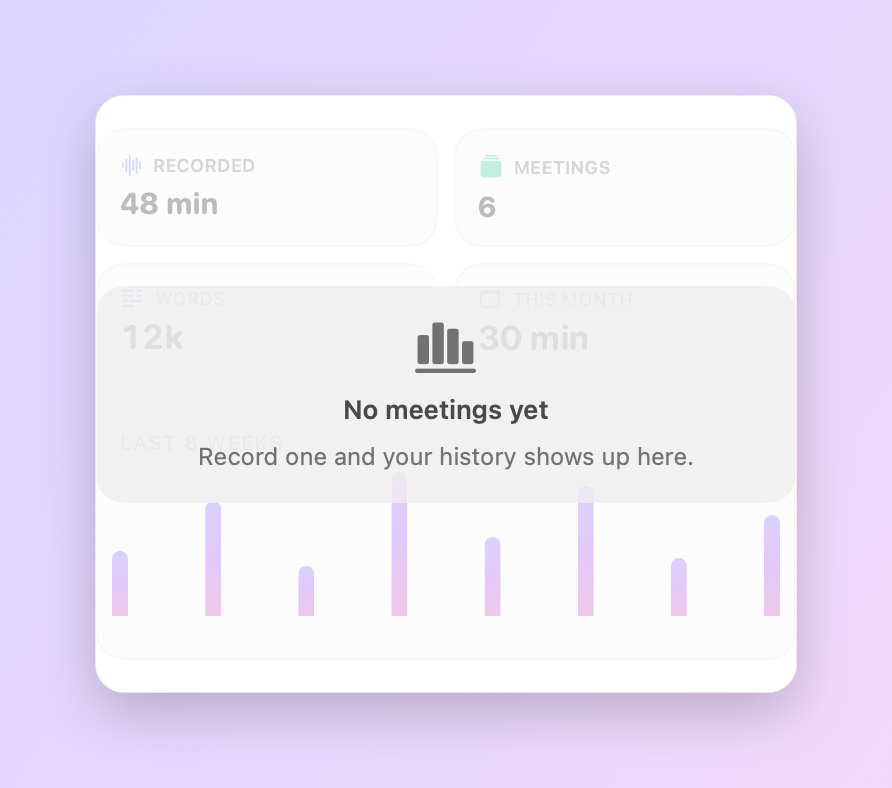 RECORDED
48 min
MEETINGS
6
WORDS
12k
THIS MONTH
30 min
No meetings yet
LAST 8 WEEKS
Record one and your history shows up here.